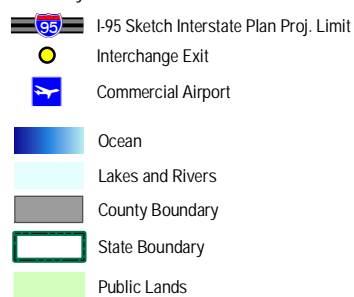 95 I-95 Sketch Interstate Plan Proj. Limit
Interchange Exit
Commercial Airport
Ocean
Lakes and Rivers
County Boundary
State Boundary
Public Lands